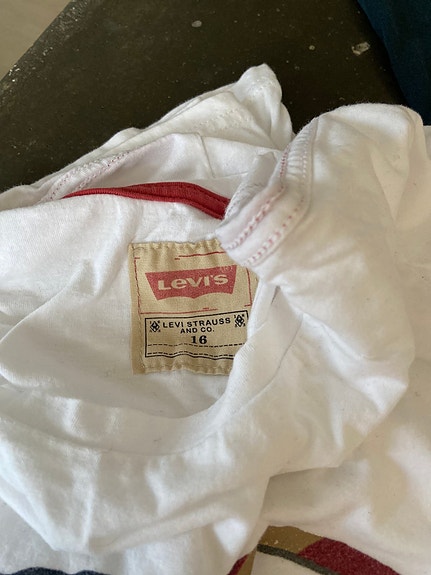 Levi's
LEVI STRAUSS
AND CO.
16